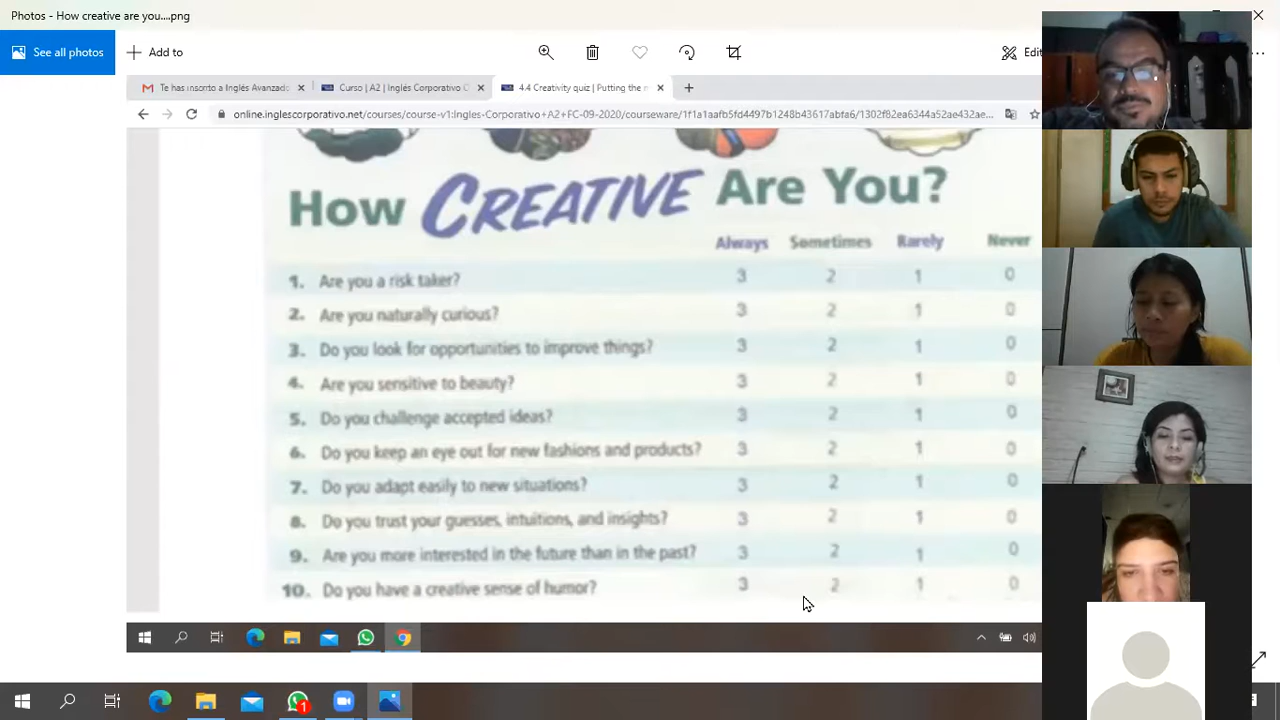 Photos - How creative are you....png
See all photos
Add to
Edit
Te has inscrito a Inglés Avanzado
Curso | A2 | Inglés Corporativo
4.4 Creativity quiz | Putting the m
online.inglescorporativo.net/courses/course-v1:Ingles-Corporativo+A2+FC-09-2020/courseware/1f1a1aafb5fd4497b1248b43617abfa6/1302f82ea6344a52ae432ae...
How CREATIVE Are You?
Always Sometimes Rarely Never
1. Are you a risk taker? 3 2 1 0
2. Are you naturally curious? 3 2 1 0
3. Do you look for opportunities to improve things? 3 2 1 0
4. Are you sensitive to beauty? 3 2 1 0
5. Do you challenge accepted ideas? 3 2 1 0
6. Do you keep an eye out for new fashions and products? 3 2 1 0
7. Do you adapt easily to new situations? 3 2 1 0
8. Do you trust your guesses, intuitions, and insights? 3 2 1 0
9. Are you more interested in the future than in the past? 3 2 1 0
10. Do you have a creative sense of humor? 3 2 1 0
1